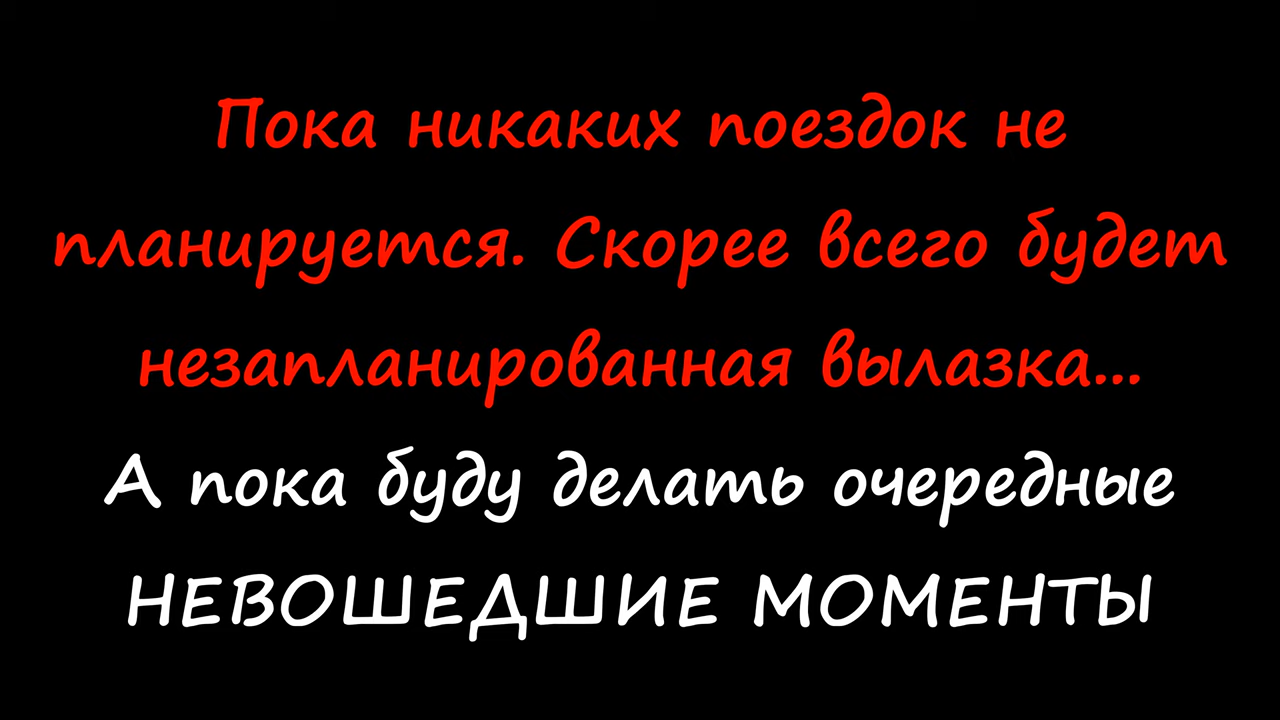 Пока никаких поездок не
планируется. Скорее всего будет
незапланированная вылазка...
А пока буду делать очередные
НЕВОШЕДШИЕ МОМЕНТЫ